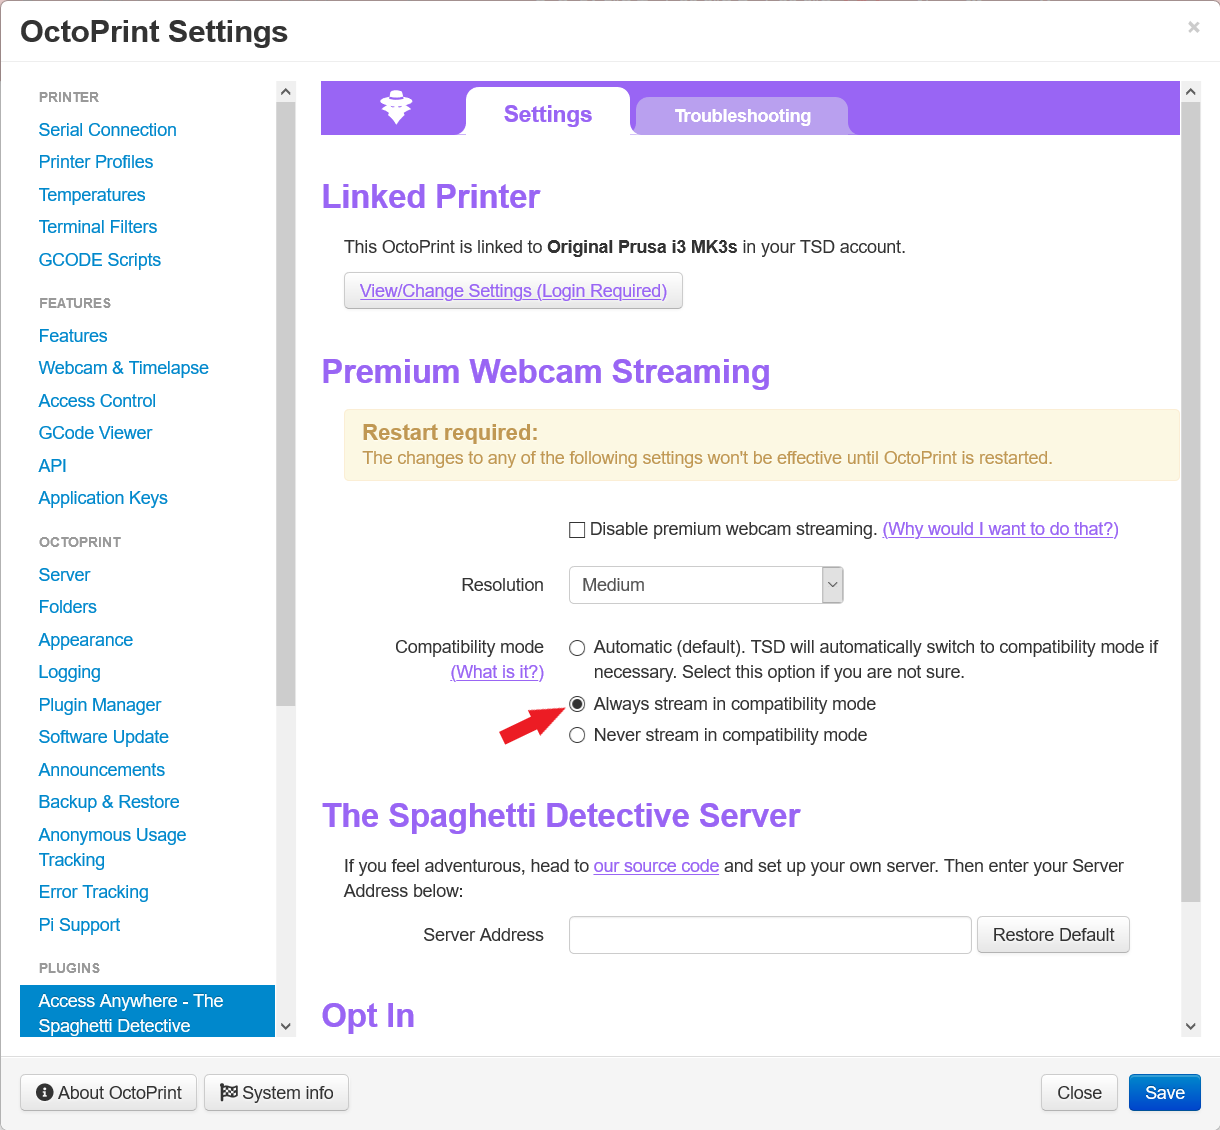 OctoPrint Settings
×
PRINTER
Serial Connection
Printer Profiles
Temperatures
Terminal Filters
GCODE Scripts
FEATURES
Features
Webcam & Timelapse
Access Control
GCode Viewer
API
Application Keys
OCTOPRINT
Server
Folders
Appearance
Logging
Plugin Manager
Software Update
Announcements
Backup & Restore
Anonymous Usage
Tracking
Error Tracking
Pi Support
PLUGINS
Access Anywhere - The
Spaghetti Detective
Settings
Troubleshooting
Linked Printer
This OctoPrint is linked to Original Prusa i3 MK3s in your TSD account.
View/Change Settings (Login Required)
Premium Webcam Streaming
Restart required:
The changes to any of the following settings won't be effective until OctoPrint is restarted.
Disable premium webcam streaming. (Why would I want to do that?)
Resolution
Medium
Compatibility mode
(What is it?)
Automatic (default). TSD will automatically switch to compatibility mode if
necessary. Select this option if you are not sure.
Always stream in compatibility mode
Never stream in compatibility mode
The Spaghetti Detective Server
If you feel adventurous, head to our source code and set up your own server. Then enter your Server
Address below:
Server Address
Restore Default
Opt In
About OctoPrint
System info
Close
Save